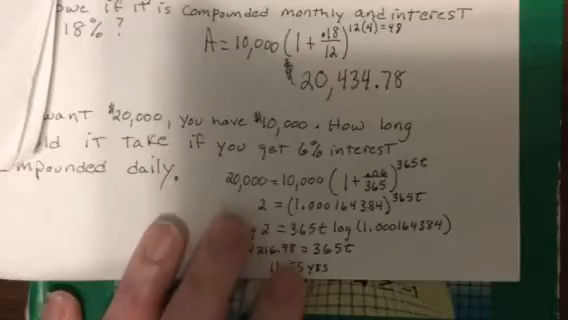 owe if it is compounded monthly and interest
18%?
A = 10,000 (1 + .18/12)^12(4)=48
$20,434.78
want $20,000, you have $10,000. How long
it take if you get 6% interest
mpounded daily.
20,000 = 10,000 (1 + .06/365)^365t
2 = (1.000164384)^365t
2 = 365t log (1.000164384)
216.98 = 365t
yrs